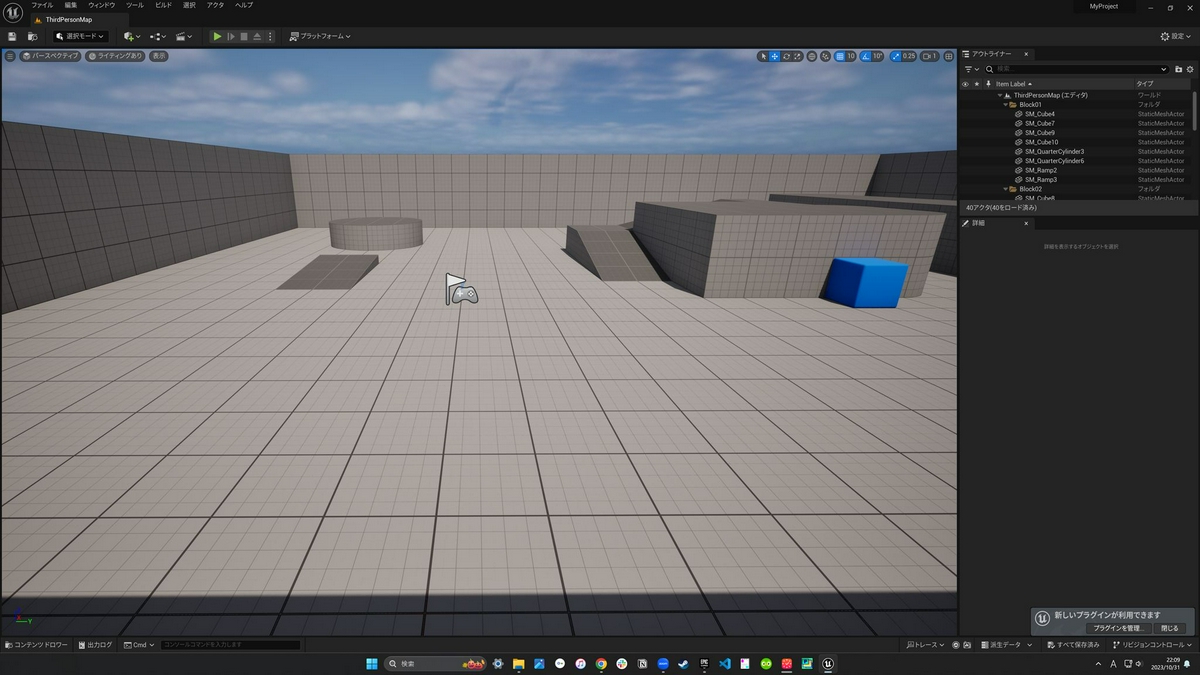 ファイル 編集 ウィンドウ ツール ビルド 選択 アクタ ヘルプ
MyProject
ThirdPersonMap
選択モード
プラットフォーム
設定
パースペクティブ ライティングあり 表示
10 10° 0.25 1
アウトライナー
検索...
Item Label タイプ
ThirdPersonMap (エディタ) ワールド
Block01 フォルダ
SM_Cube4 StaticMeshActor
SM_Cube7 StaticMeshActor
SM_Cube9 StaticMeshActor
SM_Cube10 StaticMeshActor
SM_QuarterCylinder3 StaticMeshActor
SM_QuarterCylinder6 StaticMeshActor
SM_Ramp2 StaticMeshActor
SM_Ramp3 StaticMeshActor
Block02 フォルダ
SM_Cube8 StaticMeshActor
40アクタ(40をロード済み)
詳細
詳細を表示するオブジェクトを選択
Y
新しいプラグインが利用できます
プラグインを管理... 閉じる
コンテンツドロワー 出力ログ Cmd コンソールコマンドを入力します
トレース 派生データ すべて保存済み リビジョンコントロール
検索
A
22:09
2023/10/31